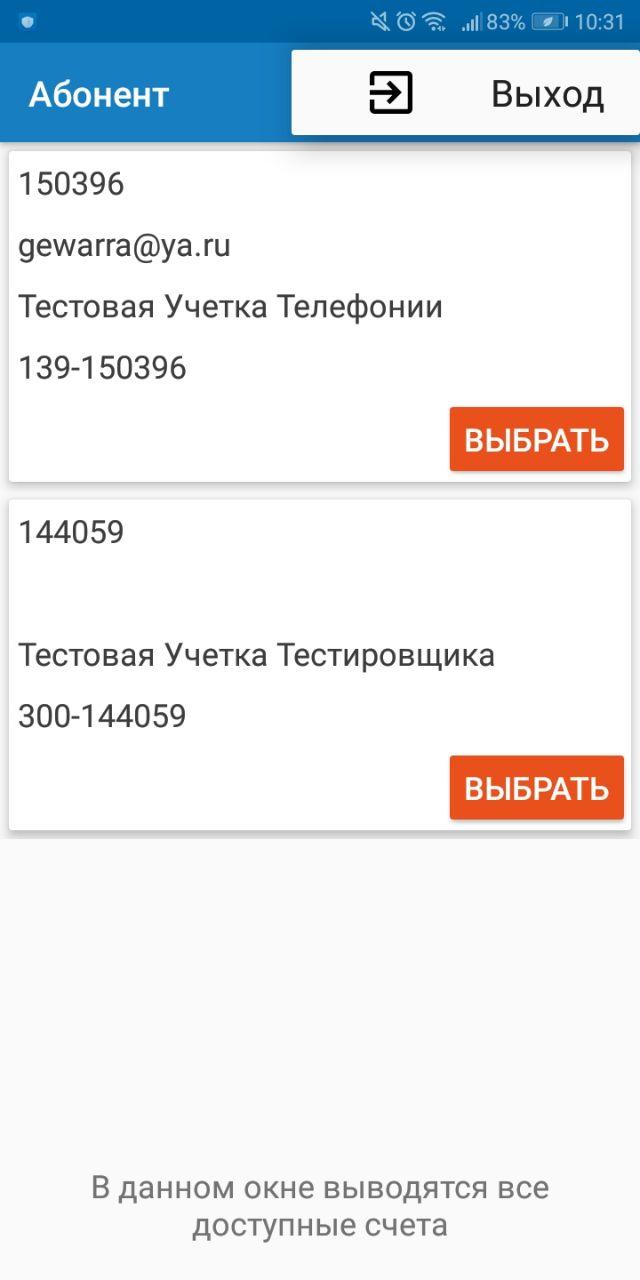 83% 10:31
Абонент
Выход
150396
gewarra@ya.ru
Тестовая Учетка Телефонии
139-150396
ВЫБРАТЬ
144059
Тестовая Учетка Тестировщика
300-144059
ВЫБРАТЬ
В данном окне выводятся все
доступные счета